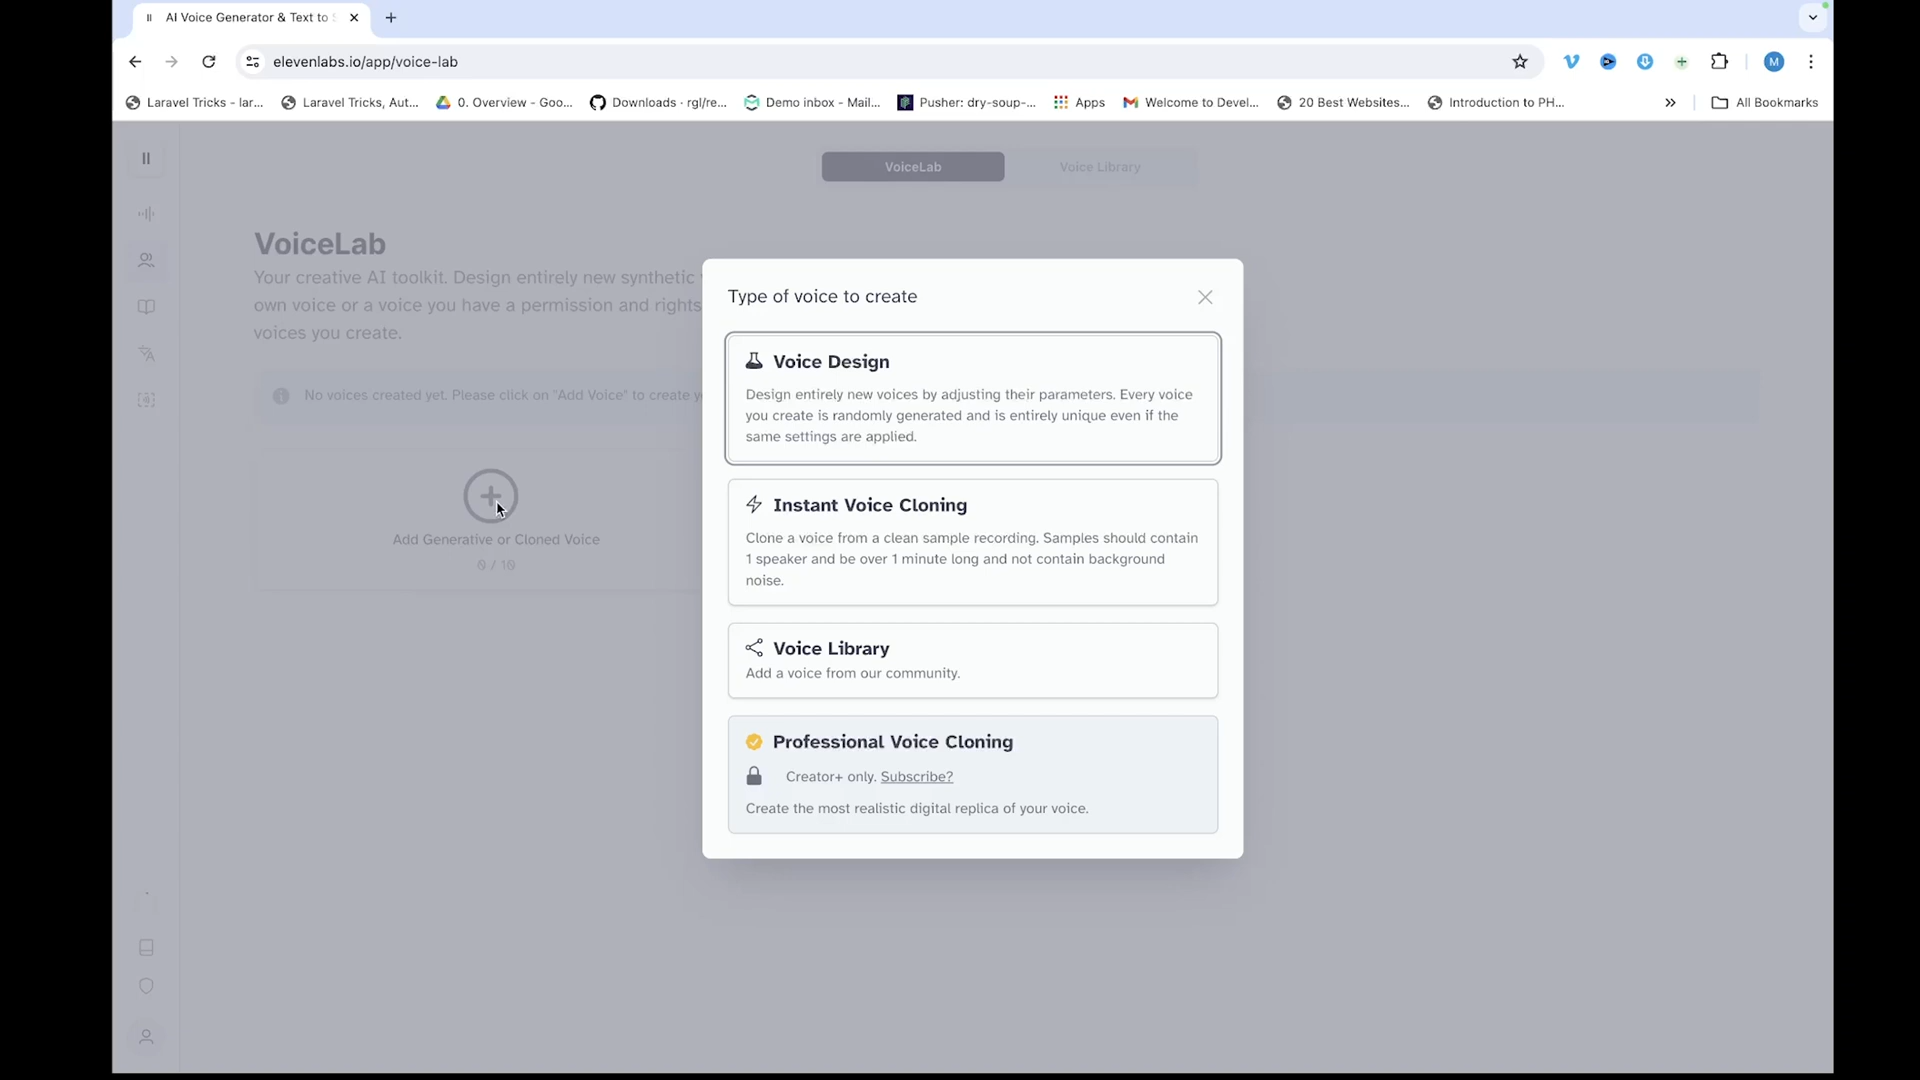 AI Voice Generator & Text to
elevenlabs.io/app/voice-lab
M
Laravel Tricks - lar...
Laravel Tricks, Aut...
0. Overview - Goo...
Downloads · rgl/re...
Demo inbox - Mail...
Pusher: dry-soup-...
Apps
Welcome to Devel...
20 Best Websites...
Introduction to PH...
All Bookmarks
VoiceLab
Voice Library
VoiceLab
Your creative AI toolkit. Design entirely new synthetic
own voice or a voice you have a permission and rights
voices you create.
No voices created yet. Please click on "Add Voice" to create
Add Generative or Cloned Voice
0 / 10
Type of voice to create
Voice Design
Design entirely new voices by adjusting their parameters. Every voice
you create is randomly generated and is entirely unique even if the
same settings are applied.
Instant Voice Cloning
Clone a voice from a clean sample recording. Samples should contain
1 speaker and be over 1 minute long and not contain background
noise.
Voice Library
Add a voice from our community.
Professional Voice Cloning
Creator+ only. Subscribe?
Create the most realistic digital replica of your voice.